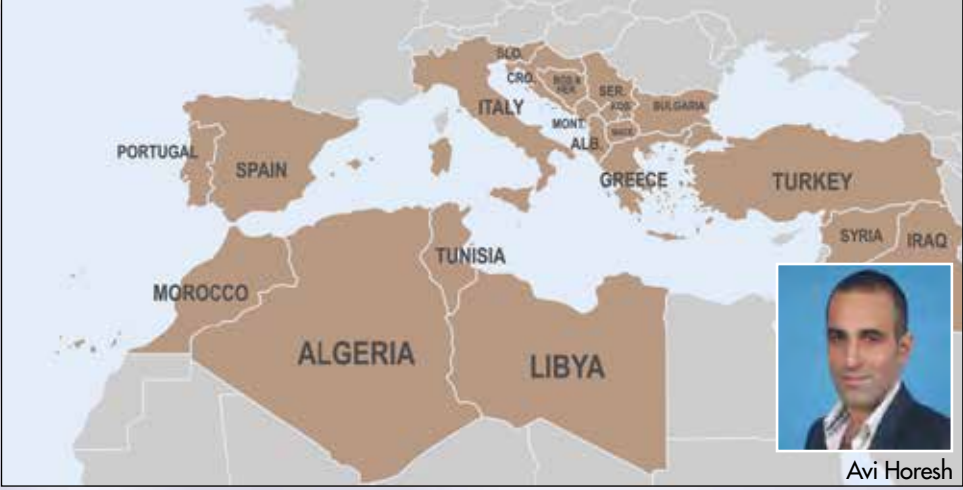 SLO.
CRO.
BOS.&
HER.
SER.
ITALY
KOS.
BULGARIA
MONT.
MACE.
ALB.
PORTUGAL
SPAIN
GREECE
TURKEY
SYRIA
IRAQ
TUNISIA
MOROCCO
ALGERIA
LIBYA
Avi Horesh